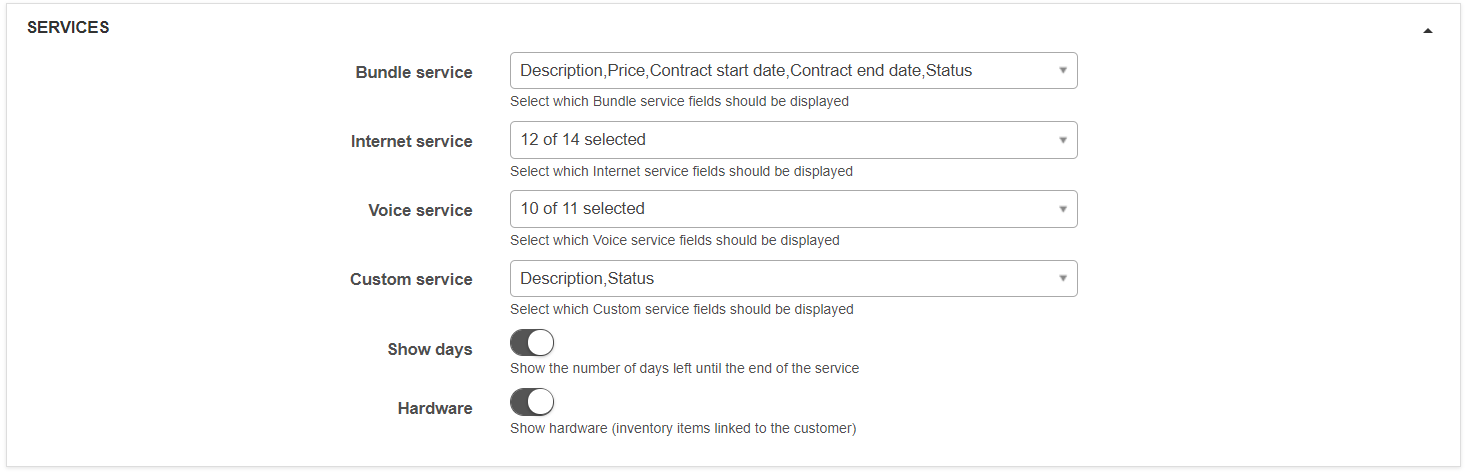 SERVICES
Bundle service
Description,Price,Contract start date,Contract end date,Status
Select which Bundle service fields should be displayed
Internet service
12 of 14 selected
Select which Internet service fields should be displayed
Voice service
10 of 11 selected
Select which Voice service fields should be displayed
Custom service
Description,Status
Select which Custom service fields should be displayed
Show days
Show the number of days left until the end of the service
Hardware
Show hardware (inventory items linked to the customer)